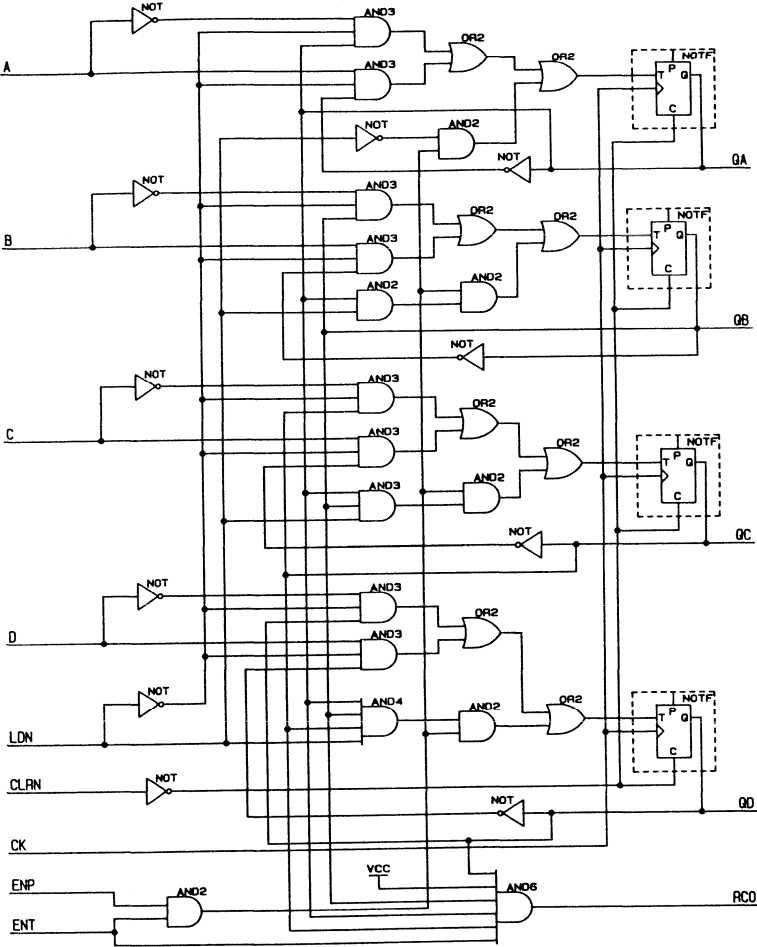 NOT
AND3
OR2
OR2
NOTF
A
AND3
T P Q
C
NOT
AND2
NOT
QA
NOT
AND3
OR2
OR2
NOTF
B
AND3
T P Q
C
AND2
AND2
QB
NOT
NOT
AND3
OR2
OR2
NOTF
C
AND3
T P Q
C
AND3
AND2
NOT
QC
NOT
AND3
OR2
D
AND3
NOT
AND4
AND2
OR2
NOTF
T P Q
C
LDN
CLRN
NOT
NOT
QD
CK
VCC
ENP
AND2
AND6
RCO
ENT